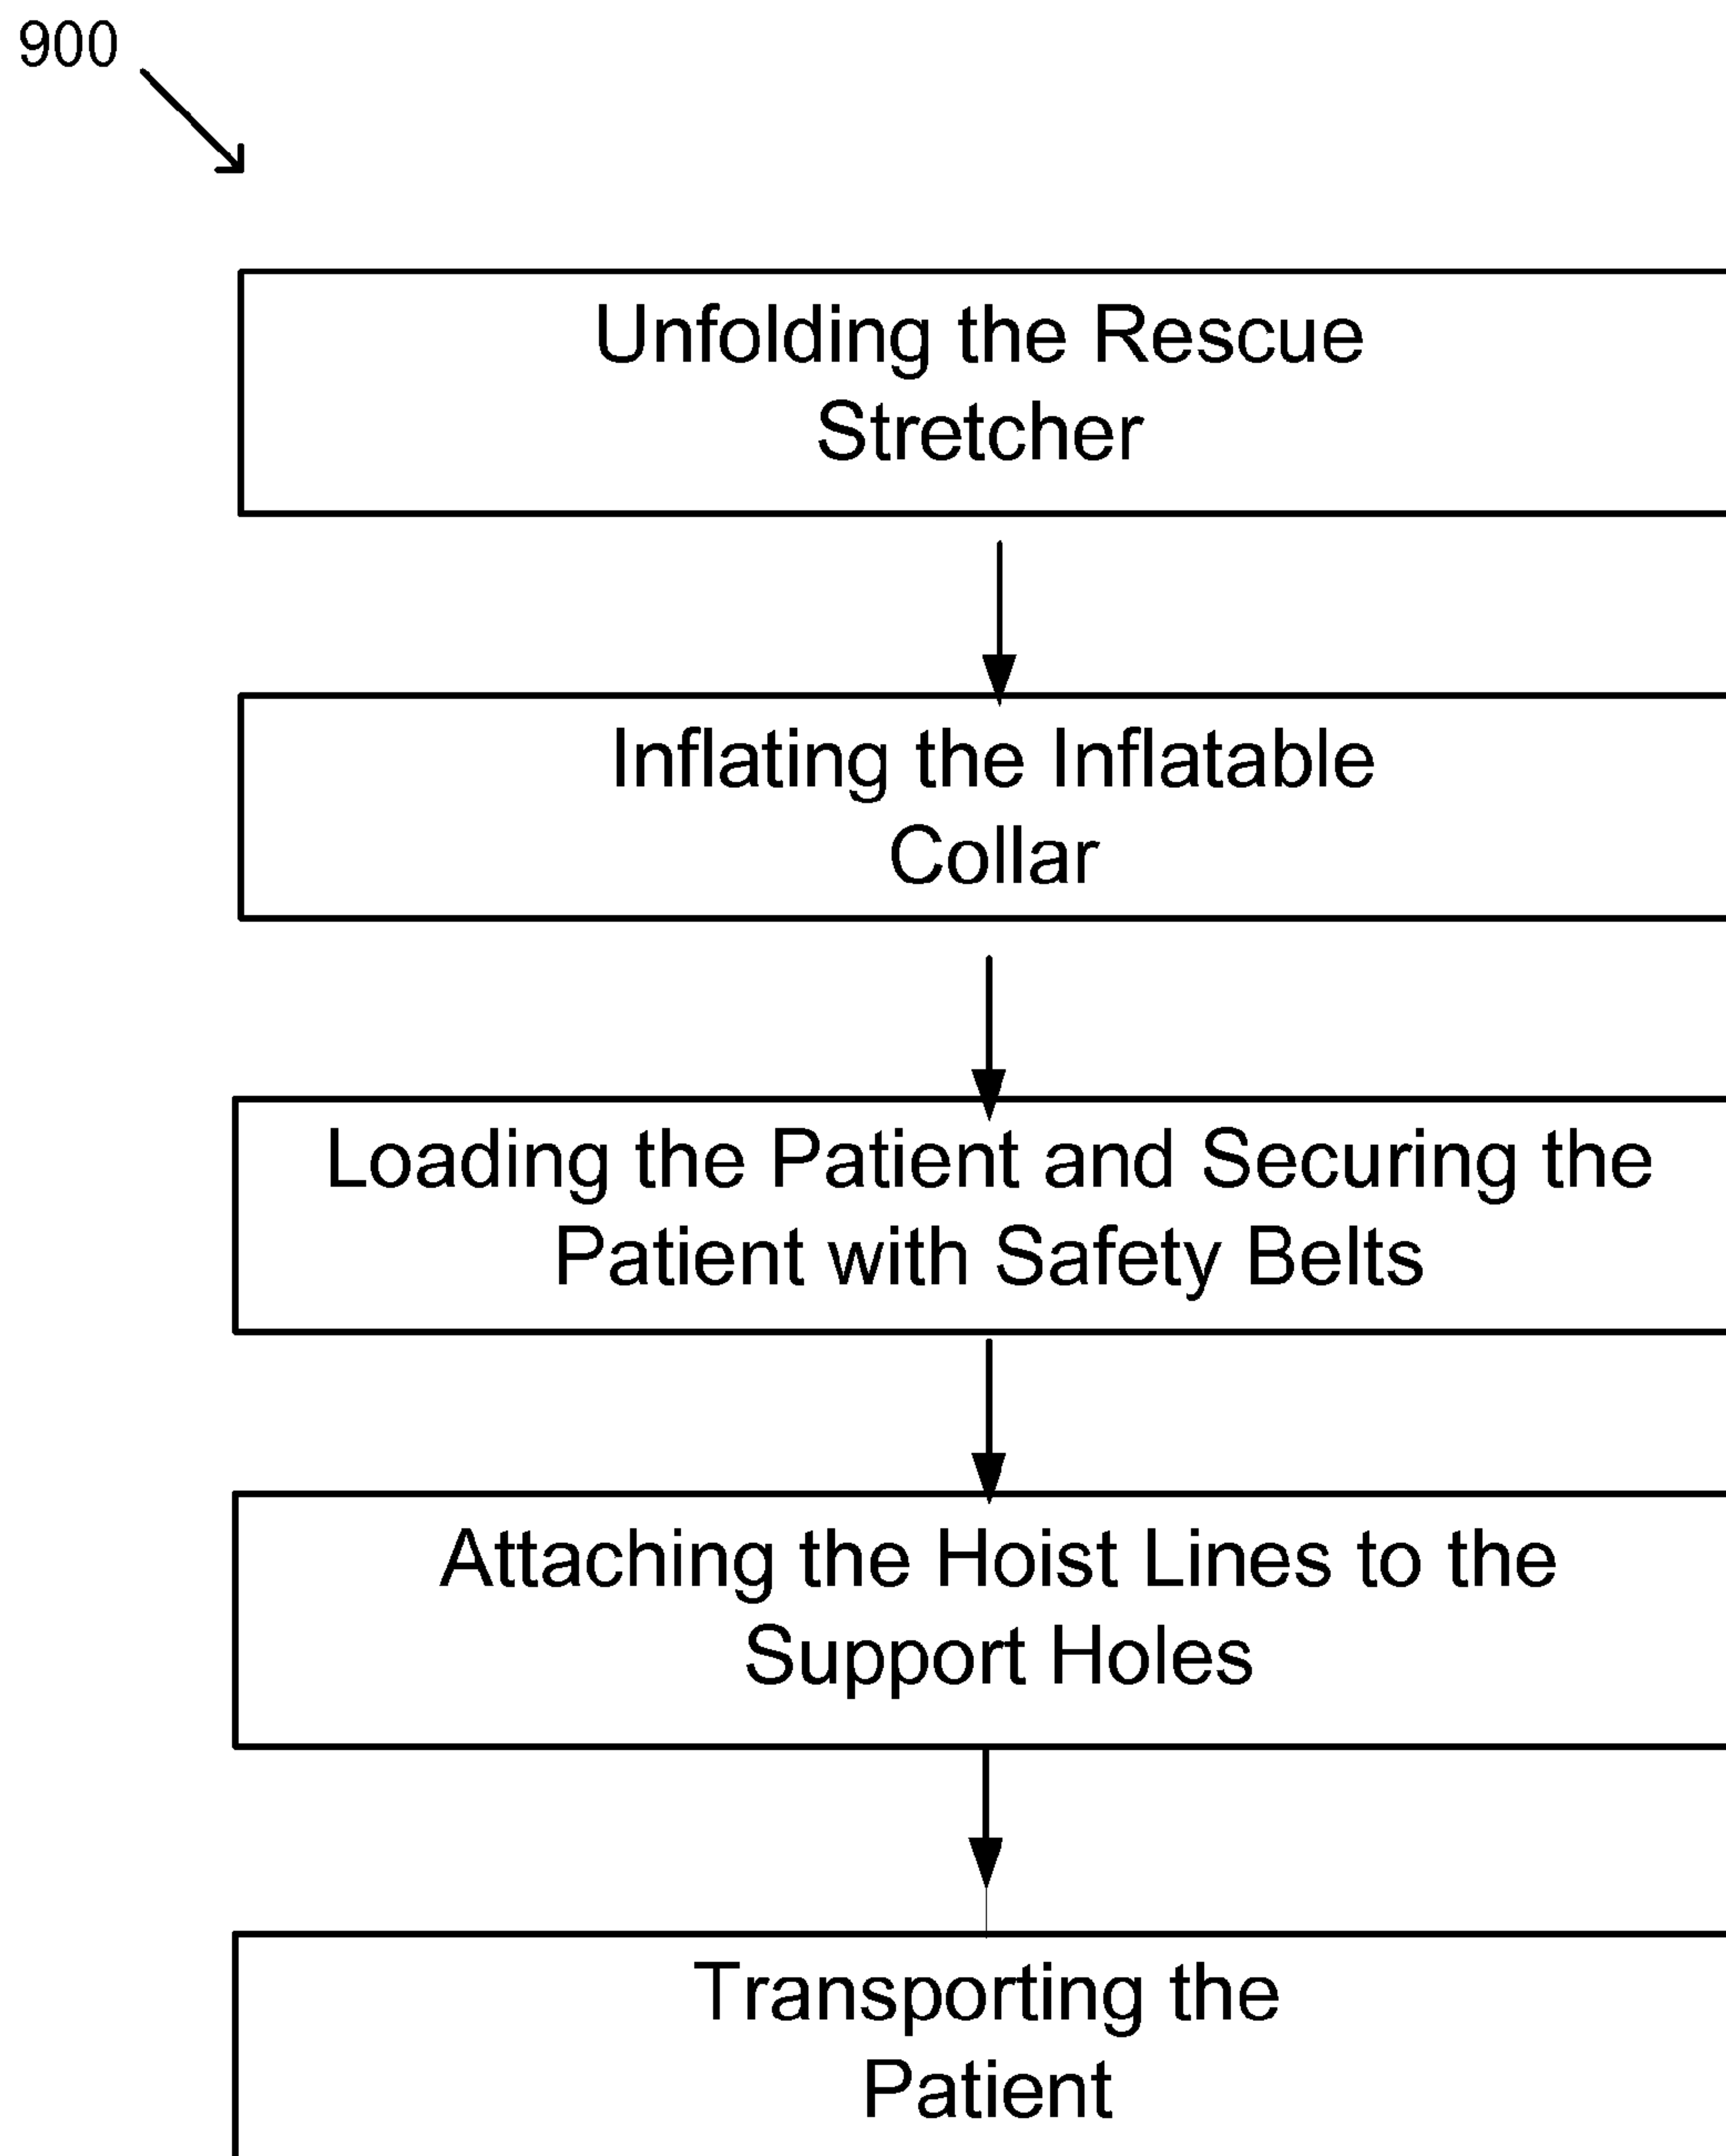 900
Unfolding the Rescue
Stretcher
Inflating the Inflatable
Collar
Loading the Patient and Securing the
Patient with Safety Belts
Attaching the Hoist Lines to the
Support Holes
Transporting the
Patient